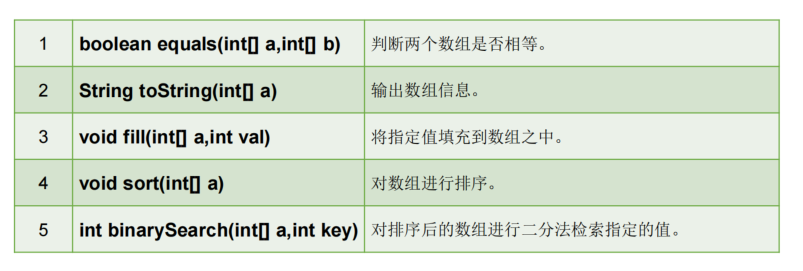 1 boolean equals(int[] a,int[] b) 判断两个数组是否相等。
2 String toString(int[] a) 输出数组信息。
3 void fill(int[] a,int val) 将指定值填充到数组之中。
4 void sort(int[] a) 对数组进行排序。
5 int binarySearch(int[] a,int key) 对排序后的数组进行二分法检索指定的值。